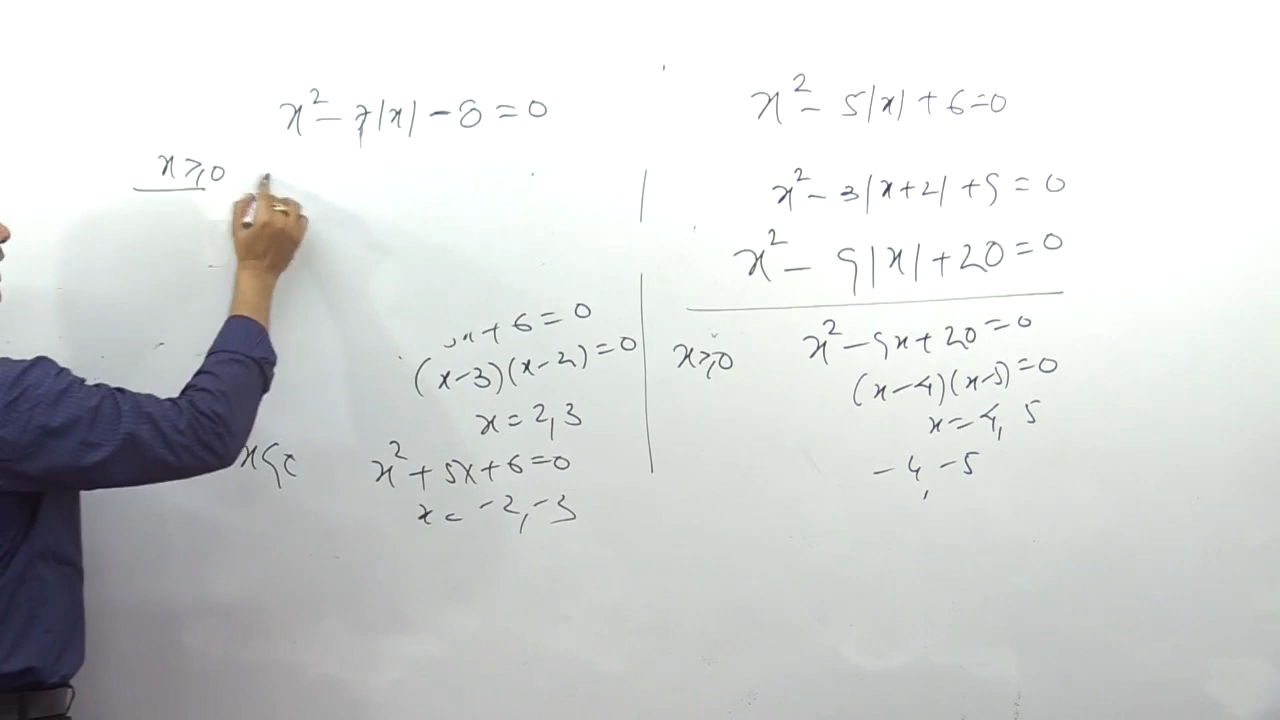 x² - 7|x| - 8 = 0
x ≥ 0
x + 6 = 0
(x-3)(x-2) = 0
x = 2, 3
x² + 5x + 6 = 0
x = -2, -3
x² - 5|x| + 6 = 0
x² - 3|x+2| + 9 = 0
x² - 9|x| + 20 = 0
x ≥ 0 x² - 9x + 20 = 0
(x-4)(x-5) = 0
x = 4, 5
-4, -5